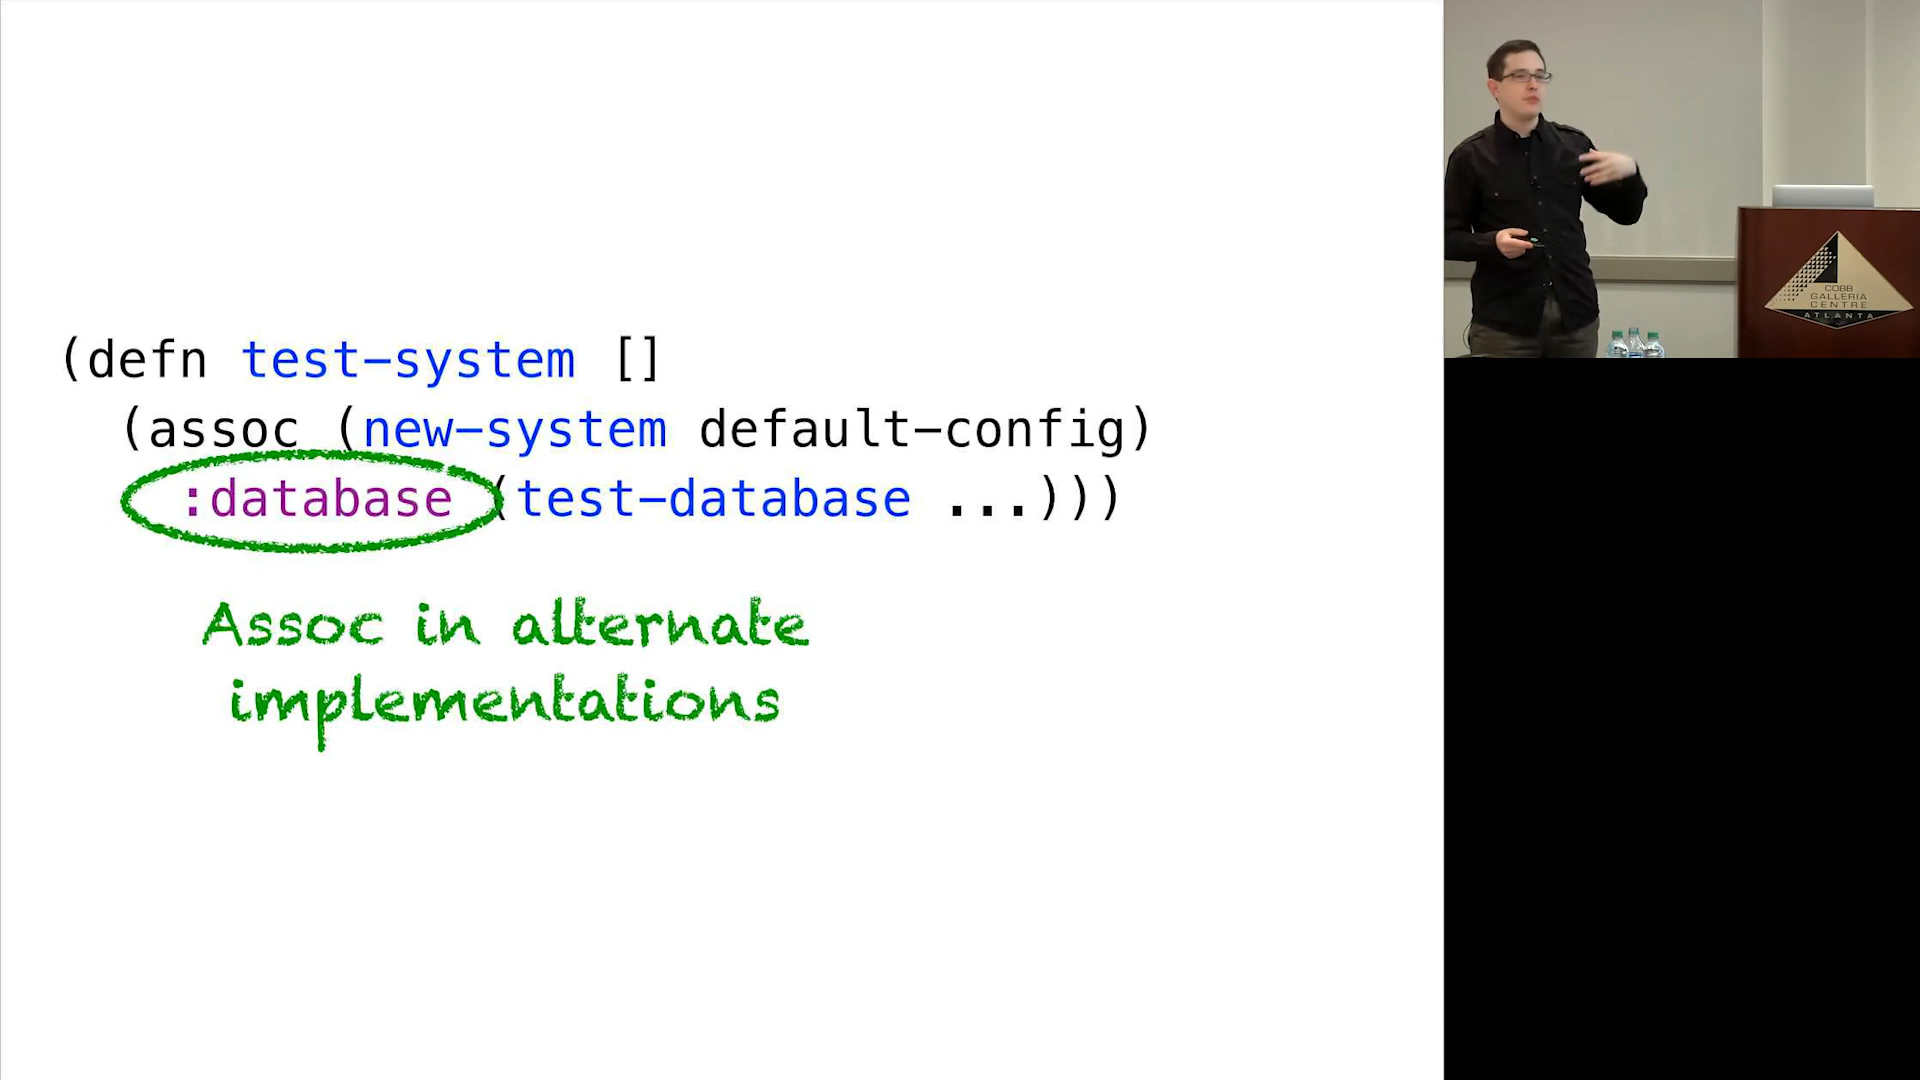 (defn test-system []
(assoc (new-system default-config)
:database (test-database ...)))
Assoc in alternate
implementations
COBB
GALLERIA
CENTRE
ATLANTA